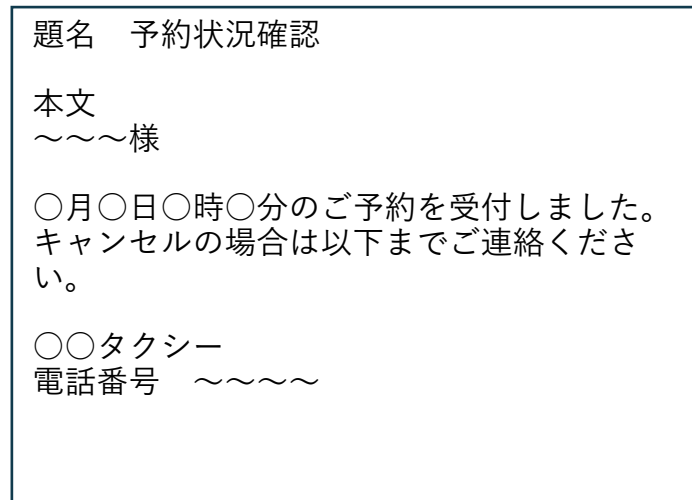 題名　予約状況確認
本文
～～～様
○月○日○時○分のご予約を受付しました。
キャンセルの場合は以下までご連絡くださ
い。
○○タクシー
電話番号　～～～～